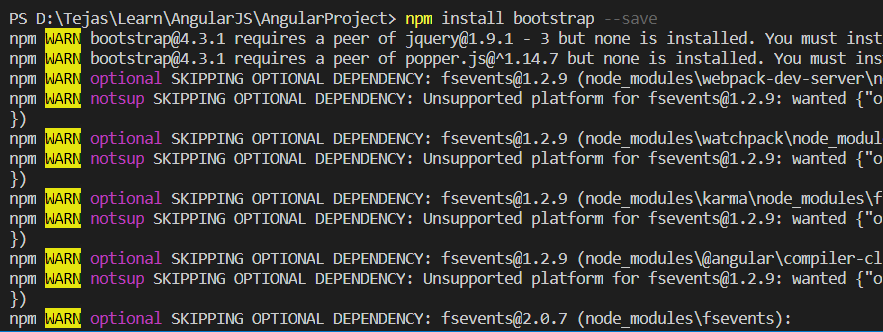 PS D:\Tejas\Learn\AngularJS\AngularProject> npm install bootstrap --save
npm WARN bootstrap@4.3.1 requires a peer of jquery@1.9.1 - 3 but none is installed. You must inst
npm WARN bootstrap@4.3.1 requires a peer of popper.js@^1.14.7 but none is installed. You must ins
npm WARN optional SKIPPING OPTIONAL DEPENDENCY: fsevents@1.2.9 (node_modules\webpack-dev-server\n
npm WARN notsup SKIPPING OPTIONAL DEPENDENCY: Unsupported platform for fsevents@1.2.9: wanted {"o
})
npm WARN optional SKIPPING OPTIONAL DEPENDENCY: fsevents@1.2.9 (node_modules\watchpack\node_modul
npm WARN notsup SKIPPING OPTIONAL DEPENDENCY: Unsupported platform for fsevents@1.2.9: wanted {"o
})
npm WARN optional SKIPPING OPTIONAL DEPENDENCY: fsevents@1.2.9 (node_modules\karma\node_modules\f
npm WARN notsup SKIPPING OPTIONAL DEPENDENCY: Unsupported platform for fsevents@1.2.9: wanted {"o
})
npm WARN optional SKIPPING OPTIONAL DEPENDENCY: fsevents@1.2.9 (node_modules\@angular\compiler-cl
npm WARN notsup SKIPPING OPTIONAL DEPENDENCY: Unsupported platform for fsevents@1.2.9: wanted {"o
})
npm WARN optional SKIPPING OPTIONAL DEPENDENCY: fsevents@2.0.7 (node_modules\fsevents):